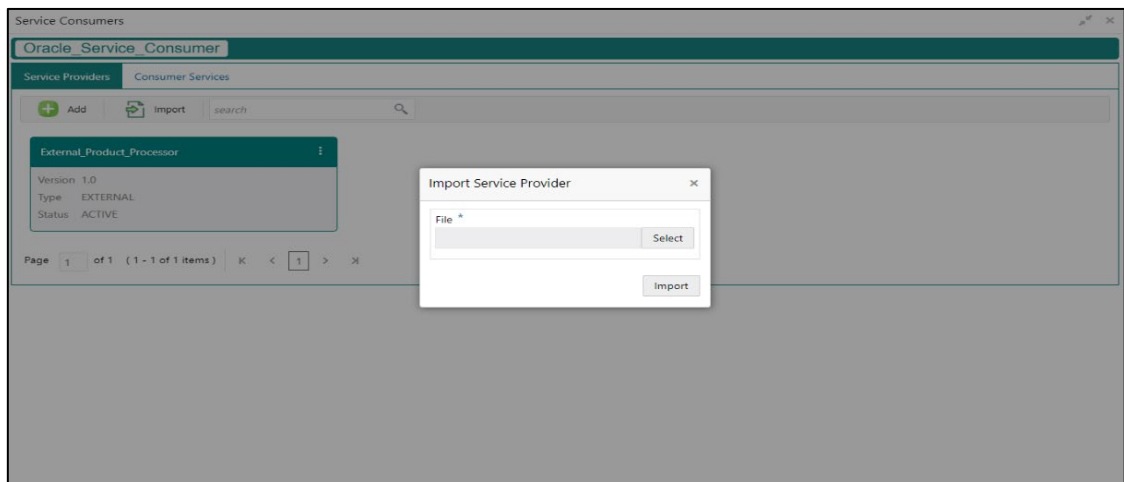 Service Consumers
Oracle_Service_Consumer
Service Providers Consumer Services
Add Import search
External_Product_Processor
Version 1.0
Type EXTERNAL
Status ACTIVE
Page 1 of 1 ( 1 - 1 of 1 items ) 1
Import Service Provider
File *
Select
Import